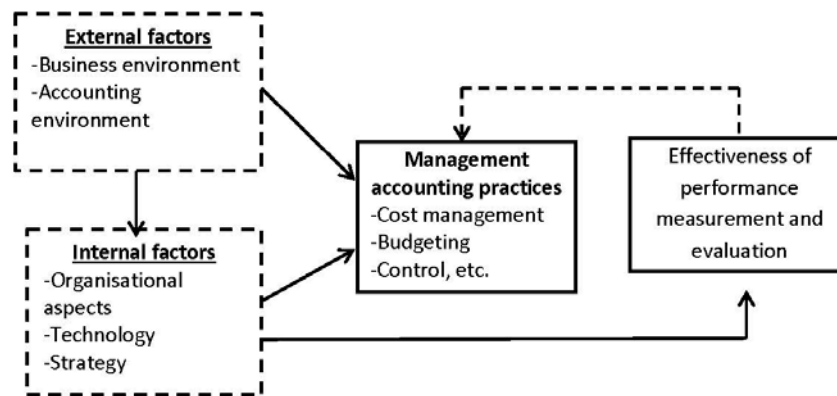 External factors
-Business environment
-Accounting
environment
Management
accounting practices
-Cost management
-Budgeting
-Control, etc.
Effectiveness of
performance
measurement and
evaluation
Internal factors
-Organisational
aspects
-Technology
-Strategy